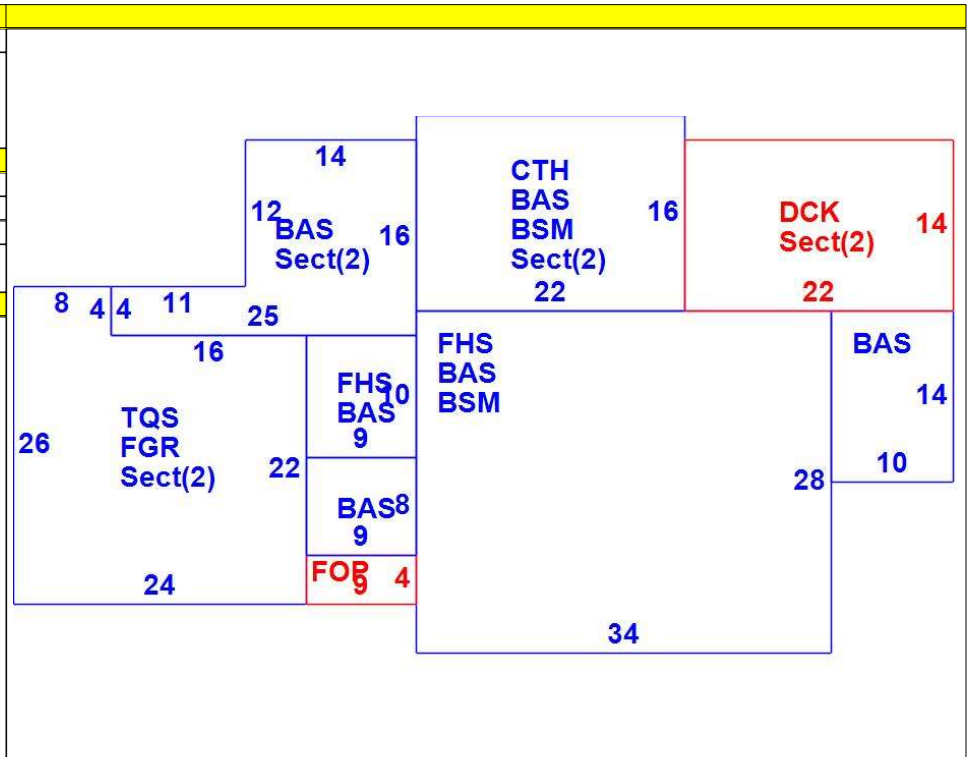 14
12
BAS
Sect(2)
16
CTH
BAS
BSM
Sect(2)
22
16
DCK
Sect(2)
14
22
8
4
4
11
25
16
TQS
FGR
Sect(2)
26
22
24
FHS
BAS
10
9
BAS
8
9
FOP
9
4
FHS
BAS
BSM
28
34
BAS
14
10